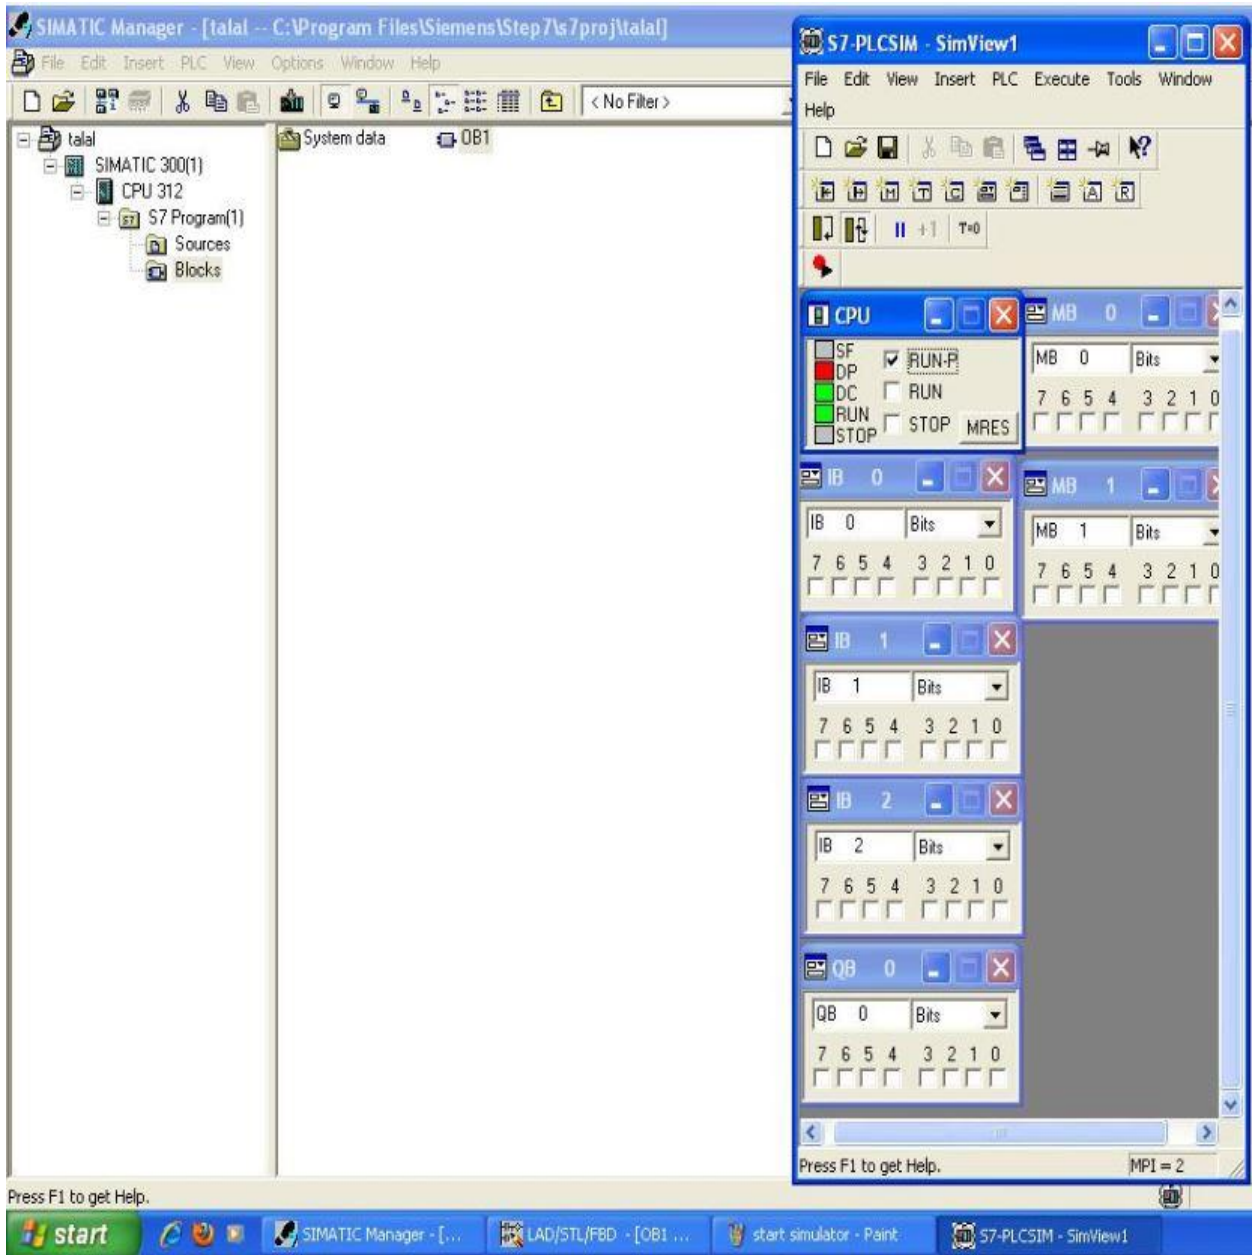 SIMATIC Manager - [talal -- C:\Program Files\Siemens\Step7\s7proj\talal]
File Edit Insert PLC View Options Window Help
< No Filter >
talal
SIMATIC 300(1)
CPU 312
S7 Program(1)
Sources
Blocks
System data OB1
S7-PLCSIM - SimView1
File Edit View Insert PLC Execute Tools Window
Help
+1 T=0
CPU
SF
DP
DC
RUN
STOP
RUN-P
RUN
STOP MRES
MB 0
MB 0 Bits
7 6 5 4 3 2 1 0
IB 0
IB 0 Bits
7 6 5 4 3 2 1 0
MB 1
MB 1 Bits
7 6 5 4 3 2 1 0
IB 1
IB 1 Bits
7 6 5 4 3 2 1 0
IB 2
IB 2 Bits
7 6 5 4 3 2 1 0
QB 0
QB 0 Bits
7 6 5 4 3 2 1 0
Press F1 to get Help. MPI = 2
Press F1 to get Help.
start SIMATIC Manager - [... LAD/STL/FBD - [OB1 ... start simulator - Paint S7-PLCSIM - SimView1